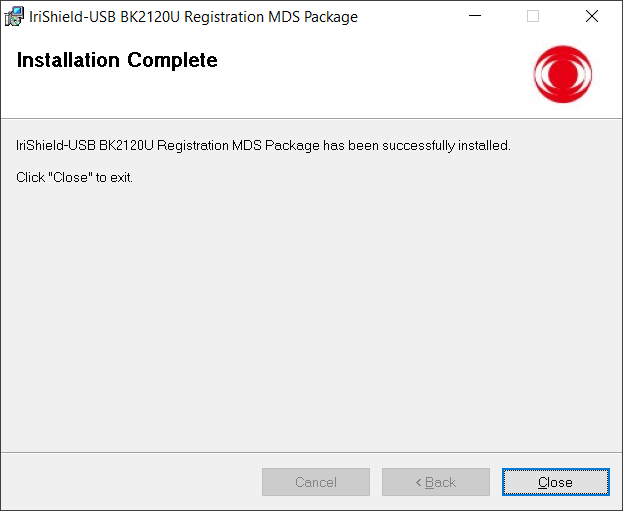 IriShield-USB BK2120U Registration MDS Package
Installation Complete
IriShield-USB BK2120U Registration MDS Package has been successfully installed.
Click "Close" to exit.
Cancel
< Back
Close